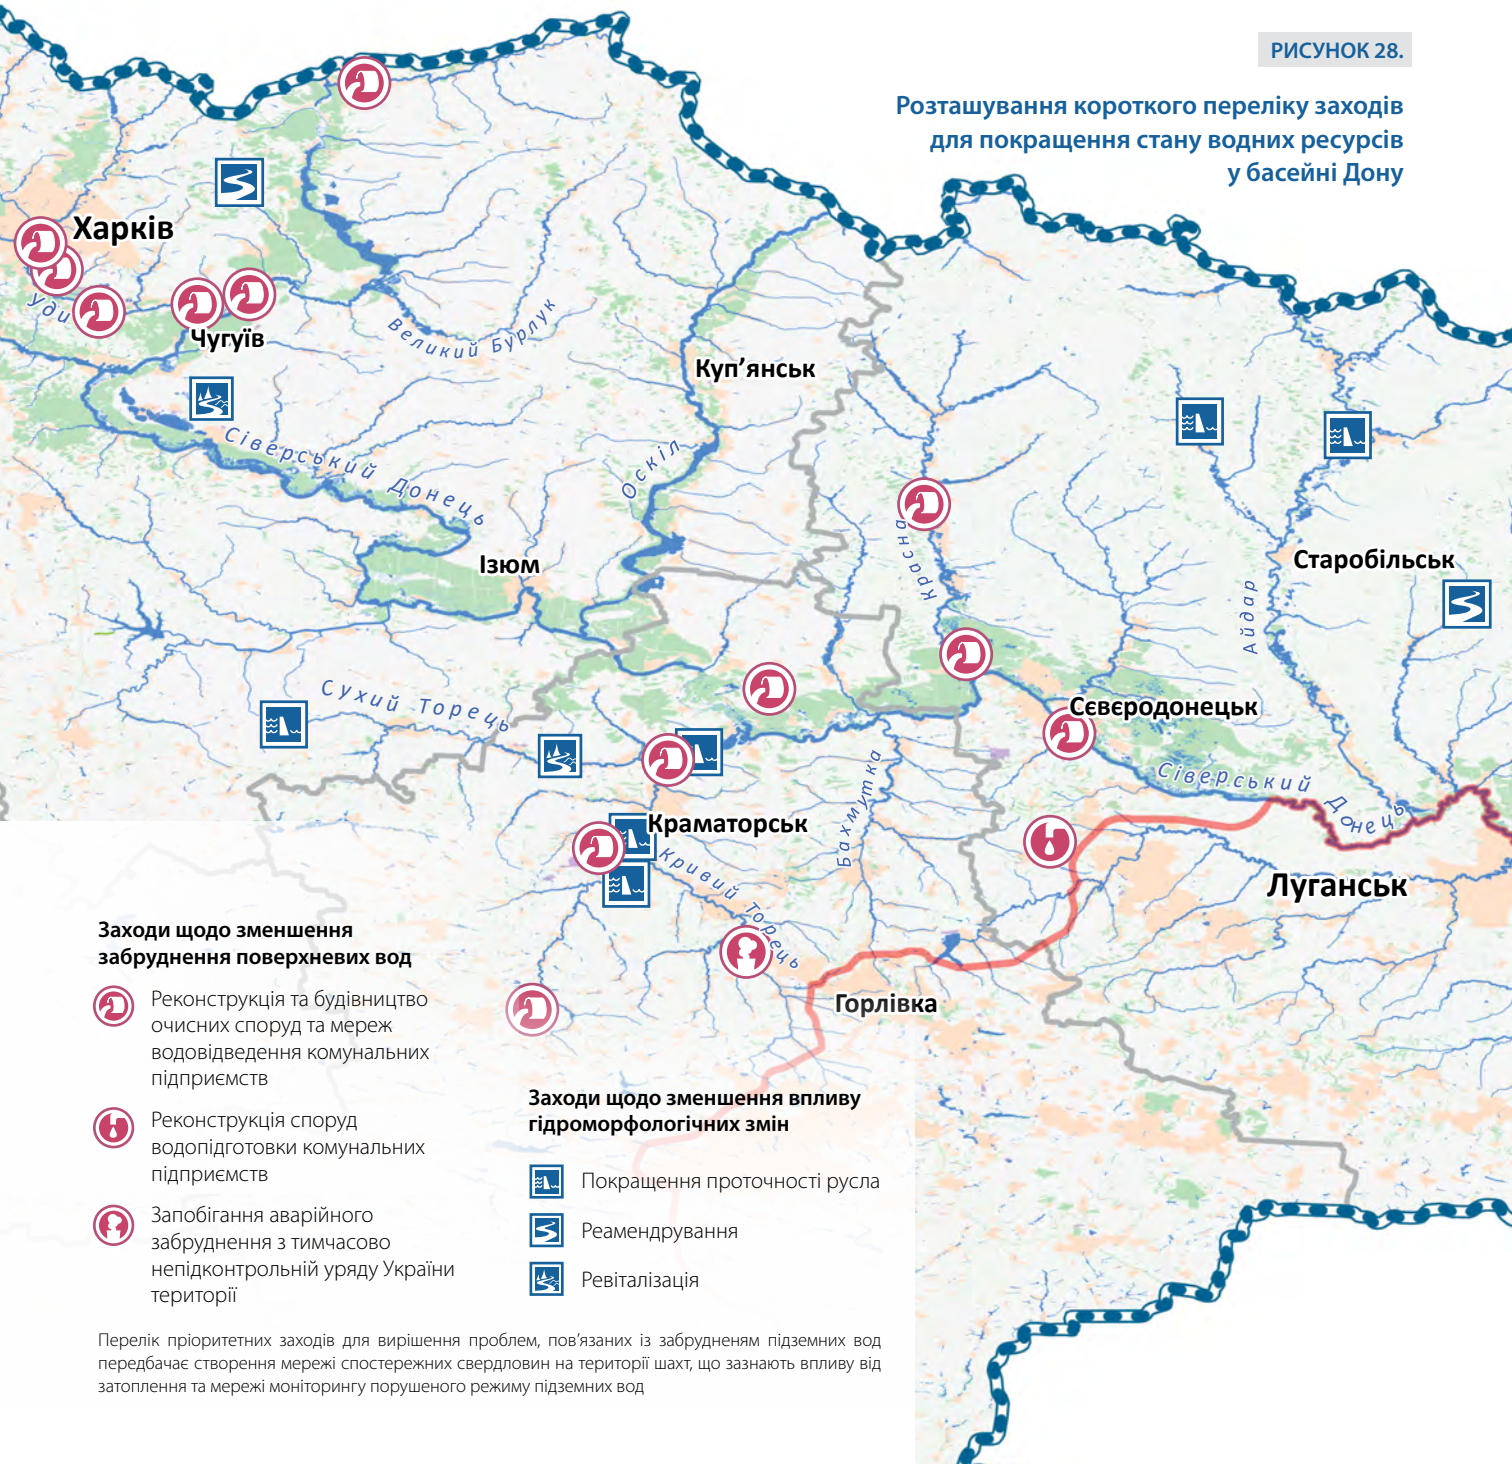 РИСУНОК 28.
Розташування короткого переліку заходів
для покращення стану водних ресурсів
у басейні Дону
Харків
Уди
Чугуїв
Великий Бурлук
Куп’янськ
Сіверський Донець
Оскіл
Ізюм
Красна
Старобільськ
Айдар
Сухий Торець
Сєвєродонецьк
Сіверський Донець
Бахмутка
Краматорськ
Кривий Торець
Луганськ
Горлівка
Заходи щодо зменшення
забруднення поверхневих вод
Реконструкція та будівництво
очисних споруд та мереж
водовідведення комунальних
підприємств
Реконструкція споруд
водопідготовки комунальних
підприємств
Запобігання аварійного
забруднення з тимчасово
непідконтрольній уряду України
території
Заходи щодо зменшення впливу
гідроморфологічних змін
Покращення проточності русла
Реамендрування
Ревіталізація
Перелік пріоритетних заходів для вирішення проблем, пов’язаних із забрудненям підземних вод
передбачає створення мережі спостережних свердловин на території шахт, що зазнають впливу від
затоплення та мережі моніторингу порушеного режиму підземних вод